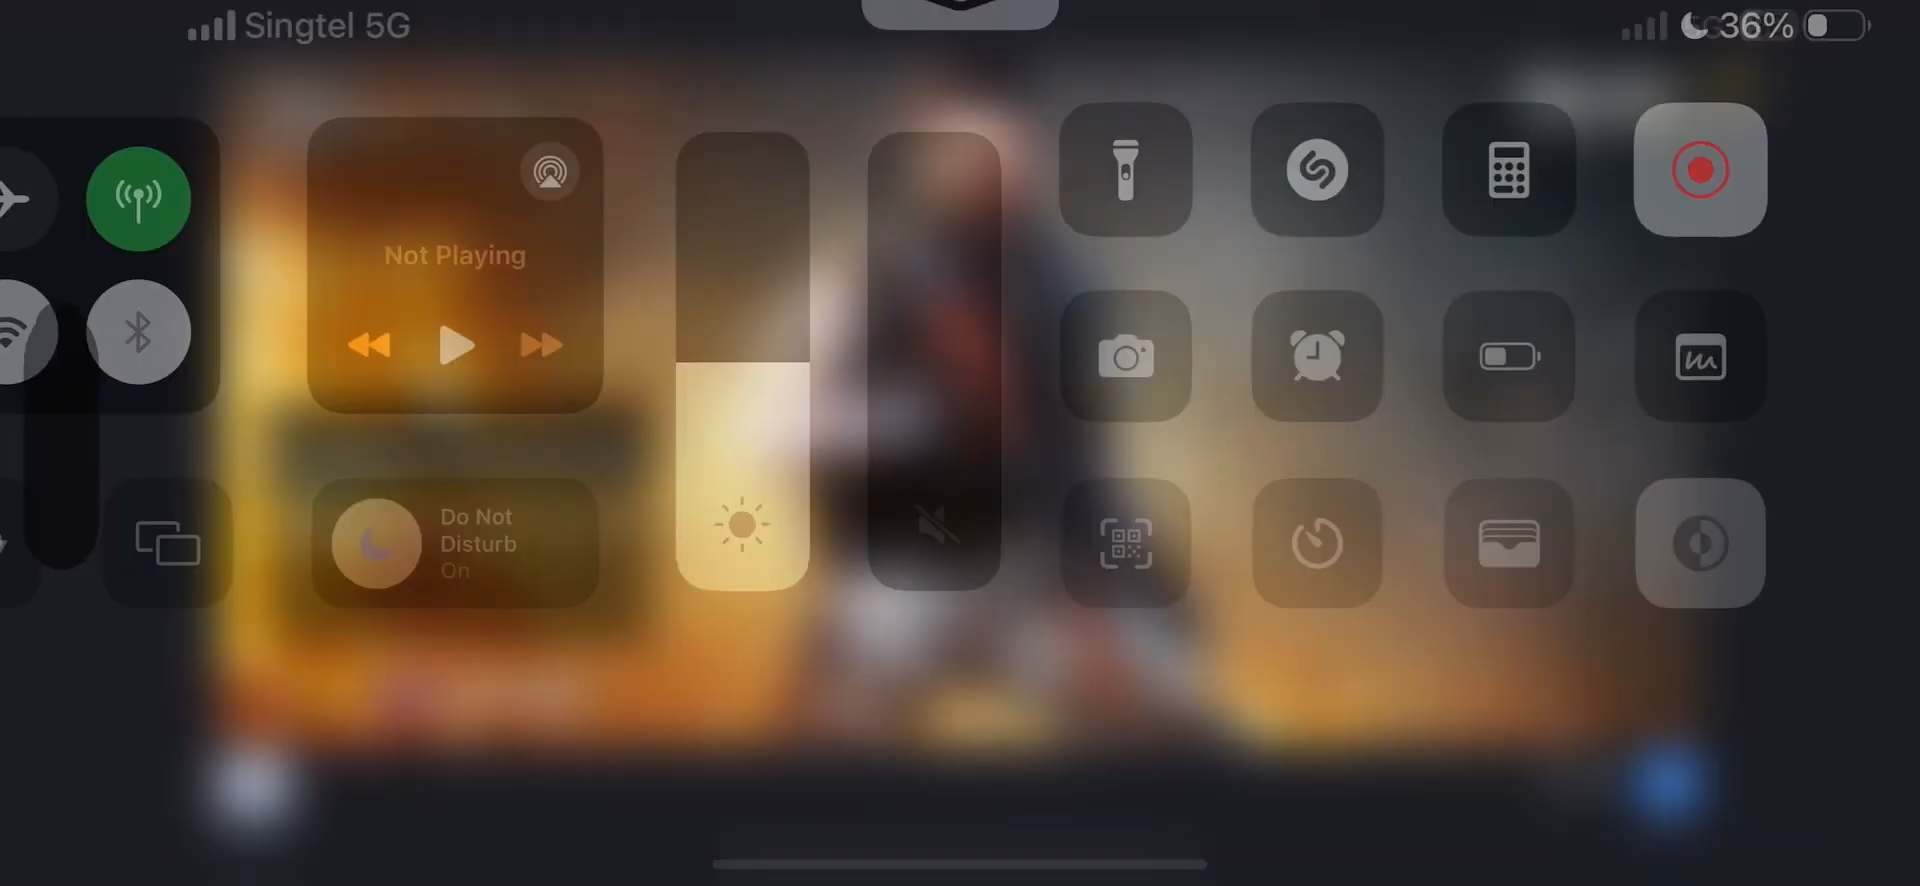 Singtel 5G
36%
Not Playing
Do Not
Disturb
On